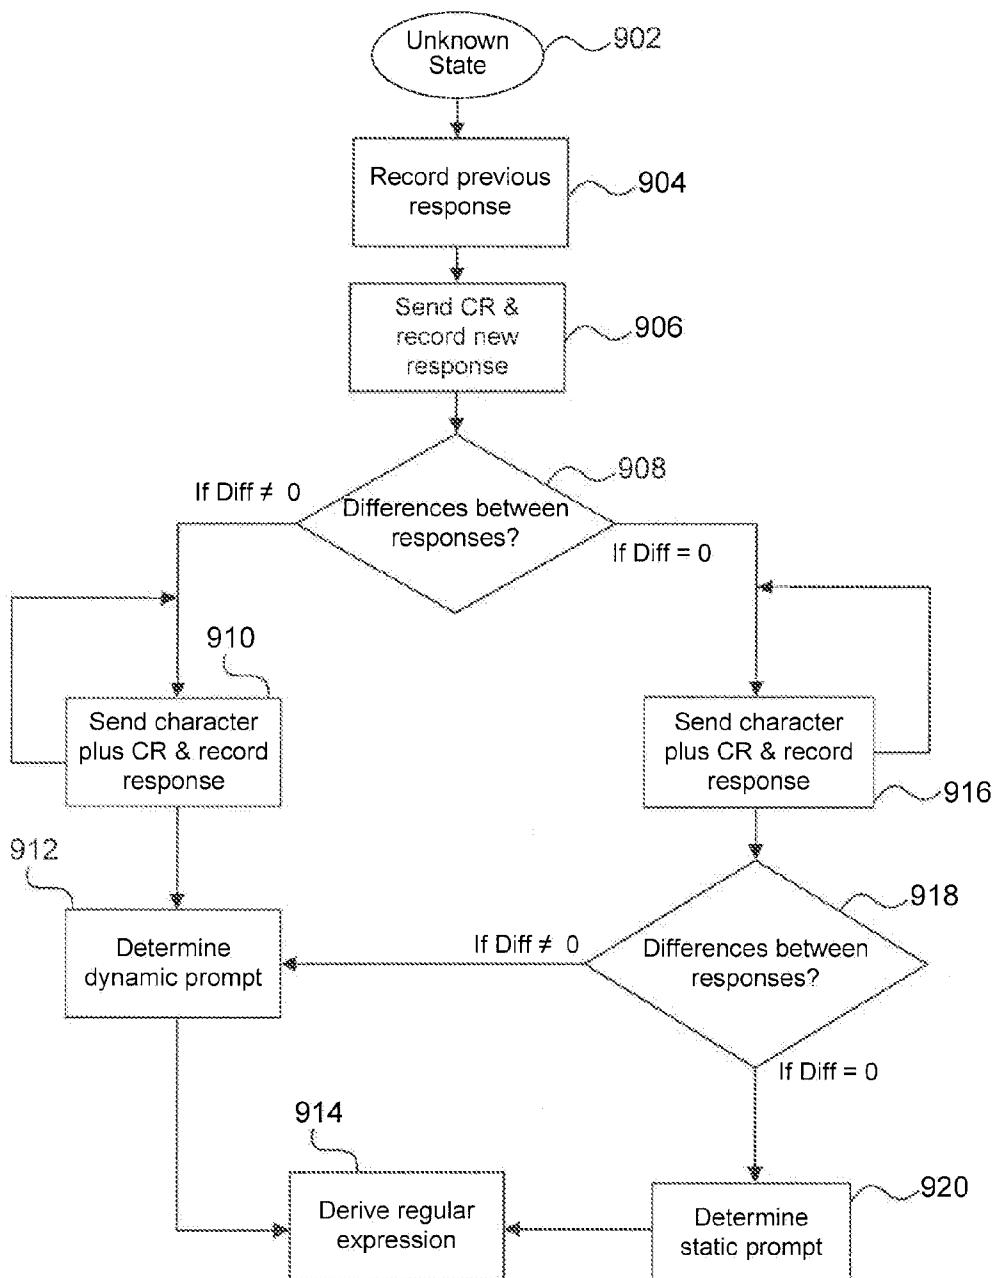 Unknown
State
902
Record previous
response
904
Send CR &
record new
response
906
908
If Diff ≠ 0
Differences between
responses?
If Diff = 0
910
Send character
plus CR & record
response
Send character
plus CR & record
response
916
912
918
Determine
dynamic prompt
If Diff ≠ 0
Differences between
responses?
If Diff = 0
914
920
Derive regular
expression
Determine
static prompt